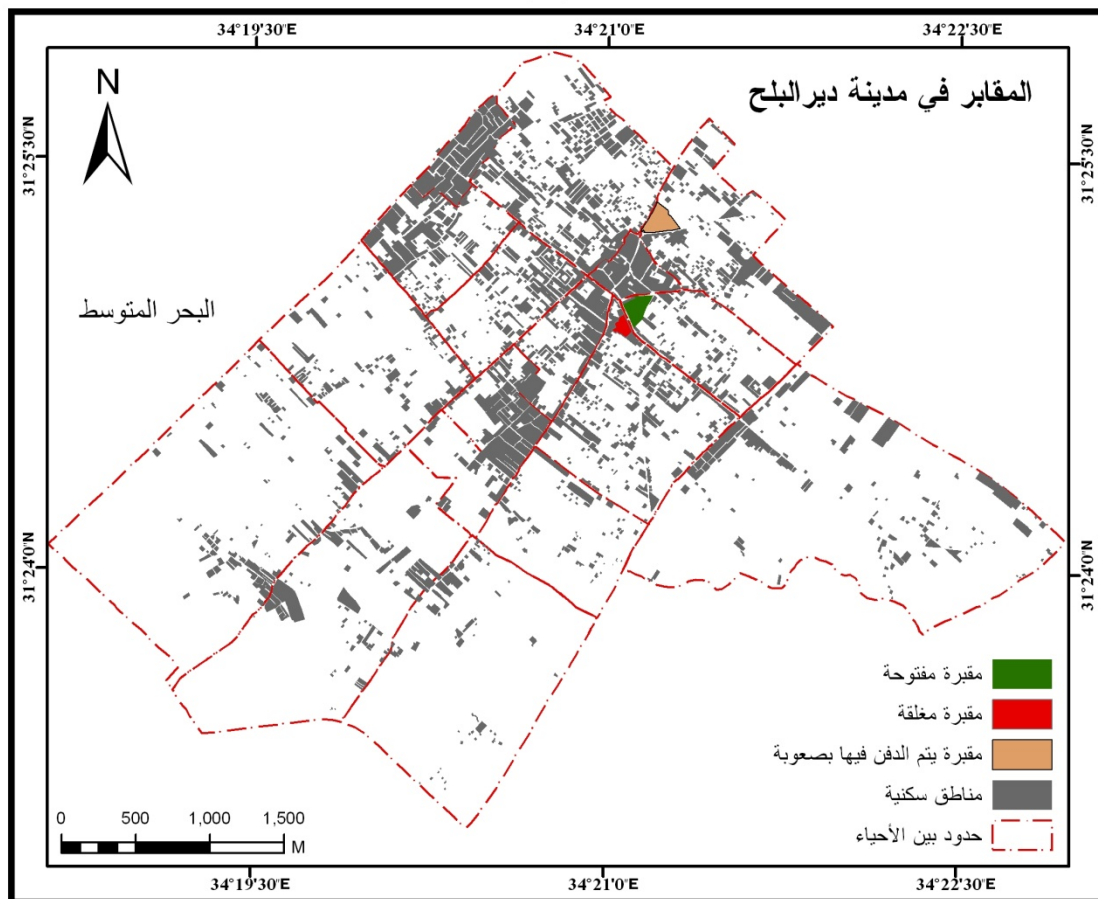 34°19'30"E
34°21'0"E
34°22'30"E
المقابر في مدينة ديرالبلح
N
31°25'30"N
31°25'30"N
البحر المتوسط
31°24'0"N
31°24'0"N
مقبرة مفتوحة
مقبرة مغلقة
مقبرة يتم الدفن فيها بصعوبة
مناطق سكنية
حدود بين الأحياء
0 500 1,000 1,500
M
34°19'30"E
34°21'0"E
34°22'30"E